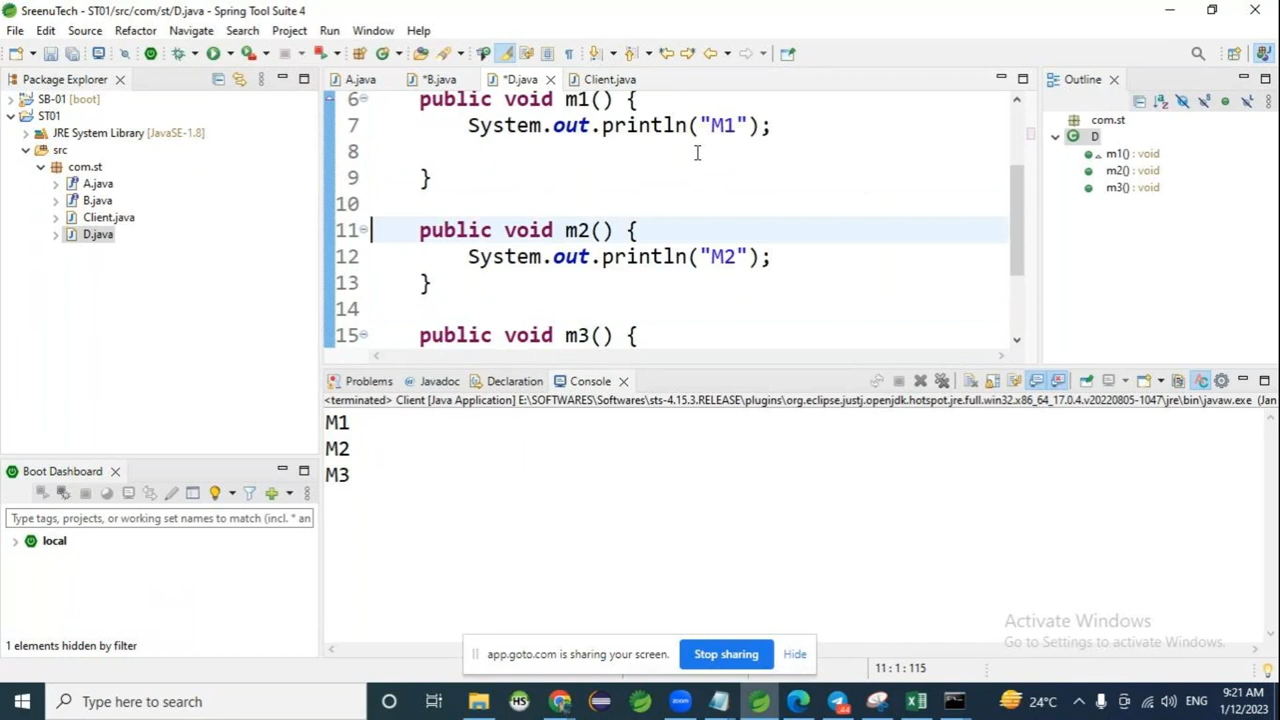 SreenuTech - ST01/src/com/st/D.java - Spring Tool Suite 4
File Edit Source Refactor Navigate Search Project Run Window Help
Package Explorer
A.java *B.java *D.java Client.java
Outline
SB-01 [boot]
ST01
JRE System Library [JavaSE-1.8]
src
com.st
A.java
B.java
Client.java
D.java
6 public void m1() {
7 System.out.println("M1");
8
9 }
10
11 public void m2() {
12 System.out.println("M2");
13 }
14
15 public void m3() {
com.st
D
m1() : void
m2() : void
m3() : void
Problems Javadoc Declaration Console
<terminated> Client [Java Application] E:\SOFTWARES\Softwares\sts-4.15.3.RELEASE\plugins\org.eclipse.justj.openjdk.hotspot.jre.full.win32.x86_64_17.0.4.v20220805-1047\jre\bin\javaw.exe (Jan
M1
M2
M3
Boot Dashboard
Type tags, projects, or working set names to match (incl. * an
local
1 elements hidden by filter
app.goto.com is sharing your screen. Stop sharing Hide
Activate Windows
Go to Settings to activate Windows.
11 : 1 : 115
Type here to search
HS
44
24°C
ENG
9:21 AM
1/12/2023